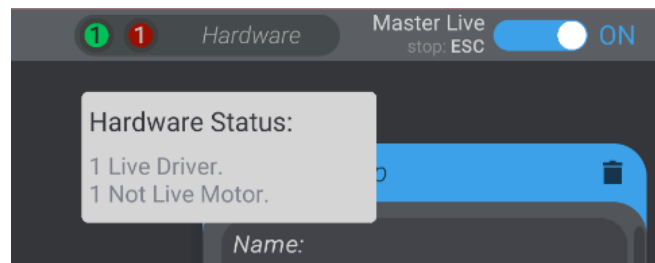 1 1 Hardware Master Live
stop: ESC ON
Hardware Status:
1 Live Driver.
1 Not Live Motor.
Name: